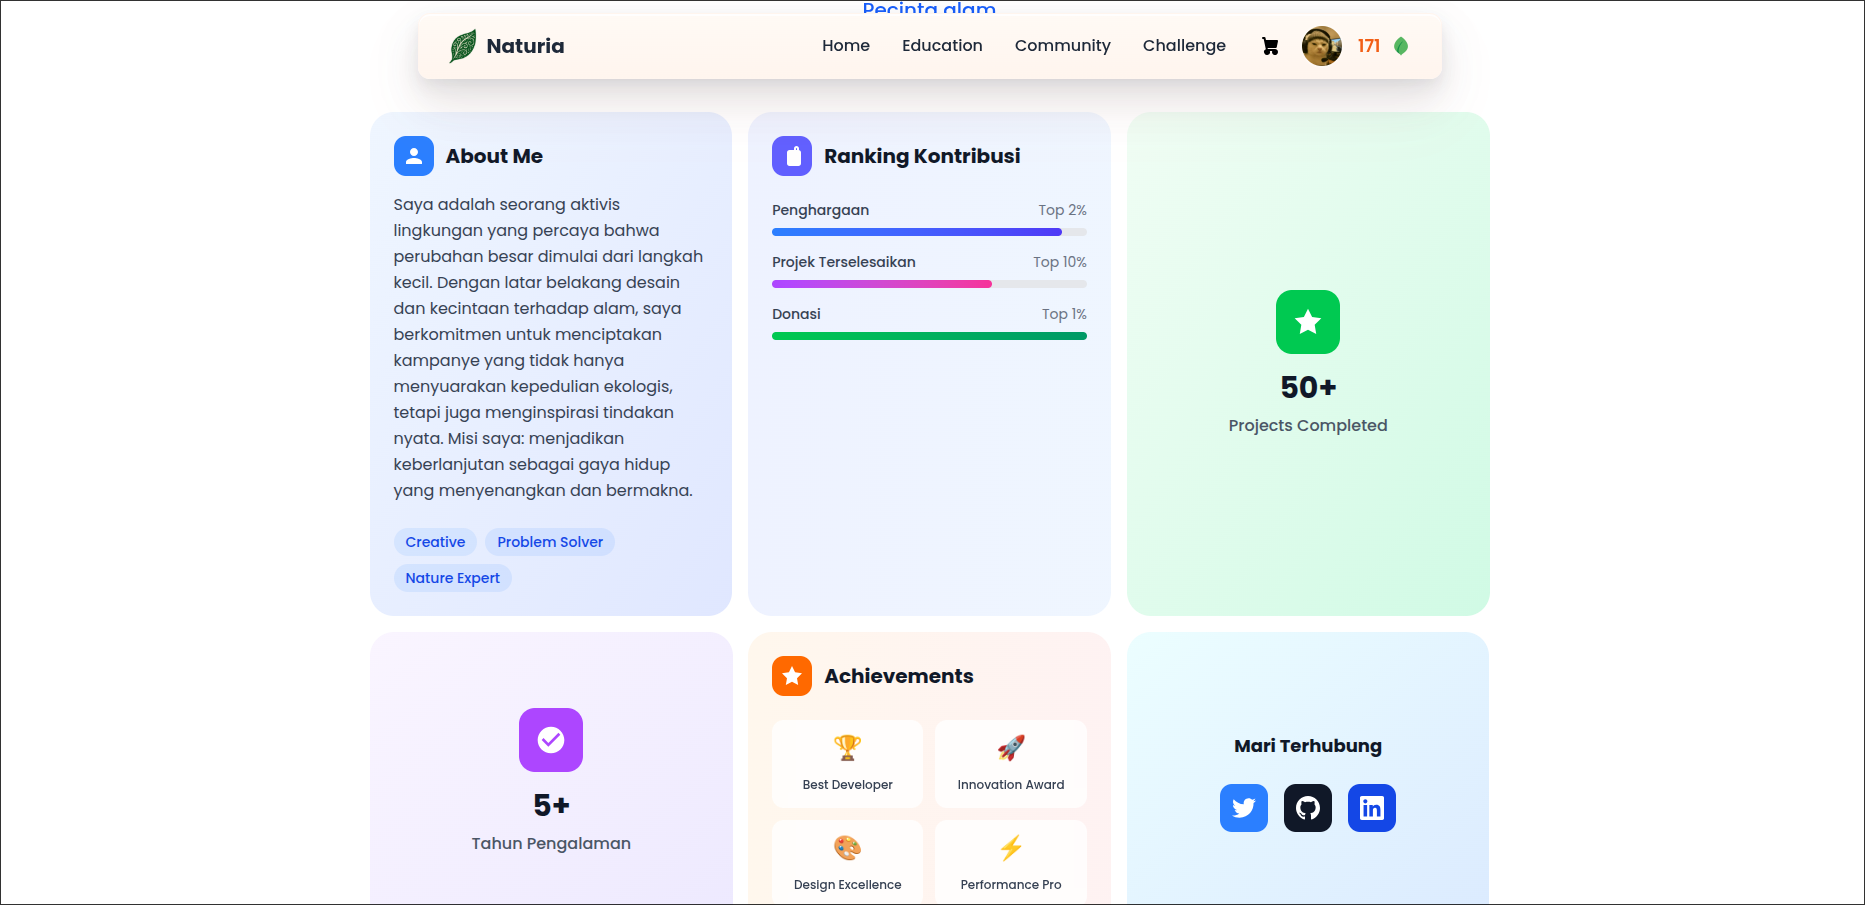 Pecinta alam
Naturia
Home
Education
Community
Challenge
171
About Me
Saya adalah seorang aktivis
lingkungan yang percaya bahwa
perubahan besar dimulai dari langkah
kecil. Dengan latar belakang desain
dan kecintaan terhadap alam, saya
berkomitmen untuk menciptakan
kampanye yang tidak hanya
menyuarakan kepedulian ekologis,
tetapi juga menginspirasi tindakan
nyata. Misi saya: menjadikan
keberlanjutan sebagai gaya hidup
yang menyenangkan dan bermakna.
Creative
Problem Solver
Nature Expert
Ranking Kontribusi
Penghargaan
Top 2%
Projek Terselesaikan
Top 10%
Donasi
Top 1%
50+
Projects Completed
5+
Tahun Pengalaman
Achievements
Best Developer
Innovation Award
Design Excellence
Performance Pro
Mari Terhubung
in